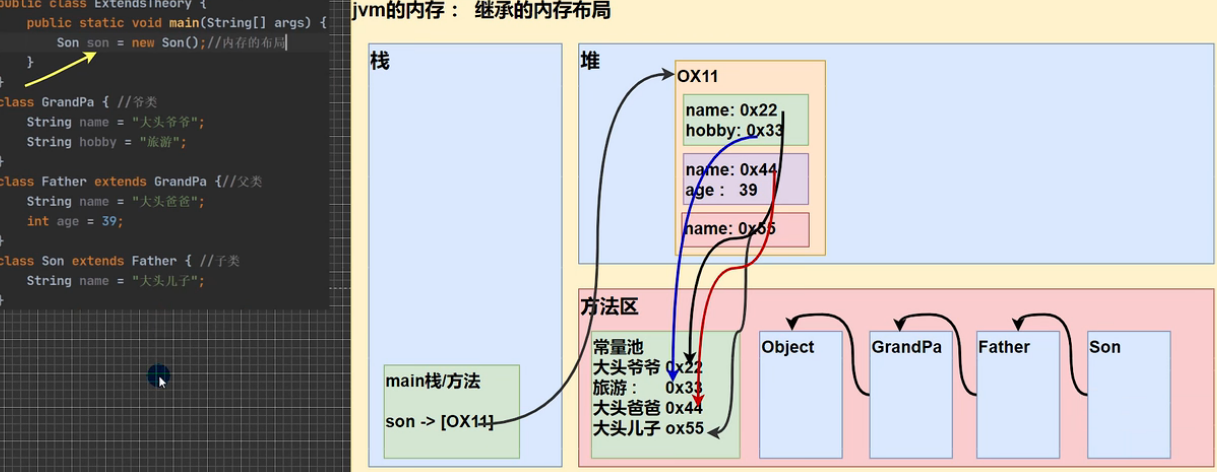 public class ExtendsTheory {
public static void main(String[] args) {
Son son = new Son();//内存的布局
}
}
class GrandPa { //爷类
String name = "大头爷爷";
String hobby = "旅游";
}
class Father extends GrandPa {//父类
String name = "大头爸爸";
int age = 39;
}
class Son extends Father { //子类
String name = "大头儿子";
}
jvm的内存： 继承的内存布局
栈
main栈/方法
son -> [OX11]
堆
OX11
name: 0x22
hobby: 0x33
name: 0x44
age： 39
name: 0x55
方法区
常量池
大头爷爷 0x22
旅游： 0x33
大头爸爸 0x44
大头儿子 ox55
Object
GrandPa
Father
Son